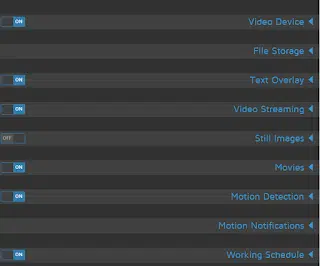 ON Video Device
File Storage
ON Text Overlay
ON Video Streaming
OFF Still Images
ON Movies
ON Motion Detection
Motion Notifications
ON Working Schedule